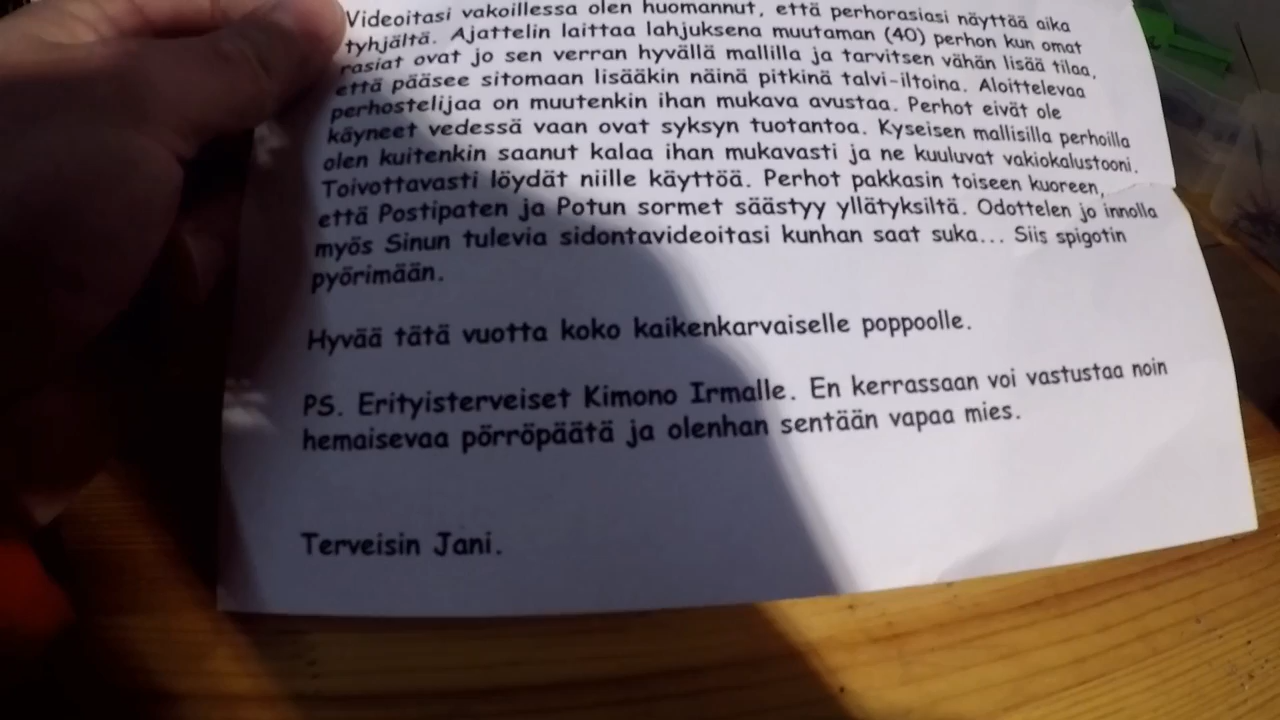 Videoitasi vakoillessa olen huomannut, että perhorasiasi näyttää aika
tyhjältä. Ajattelin laittaa lahjuksena muutaman (40) perhon kun omat
rasiat ovat jo sen verran hyvällä mallilla ja tarvitsen vähän lisää tilaa,
että pääsee sitomaan lisääkin näinä pitkinä talvi-iltoina. Aloittelevaa
perhostelijaa on muutenkin ihan mukava avustaa. Perhot eivät ole
käyneet vedessä vaan ovat syksyn tuotantoa. Kyseisen mallisilla perhoilla
olen kuitenkin saanut kalaa ihan mukavasti ja ne kuuluvat vakiokalustooni.
Toivottavasti löydät niille käyttöä. Perhot pakkasin toiseen kuoreen,
että Postipaten ja Potun sormet säästyy yllätyksiltä. Odottelen jo innolla
myös Sinun tulevia sidontavideoitasi kunhan saat suka... Siis spigotin
pyörimään.
Hyvää tätä vuotta koko kaikenkarvaiselle poppoolle.
PS. Erityisterveiset Kimono Irmalle. En kerrassaan voi vastustaa noin
hemaisevaa pörröpäätä ja olenhan sentään vapaa mies.
Terveisin Jani.